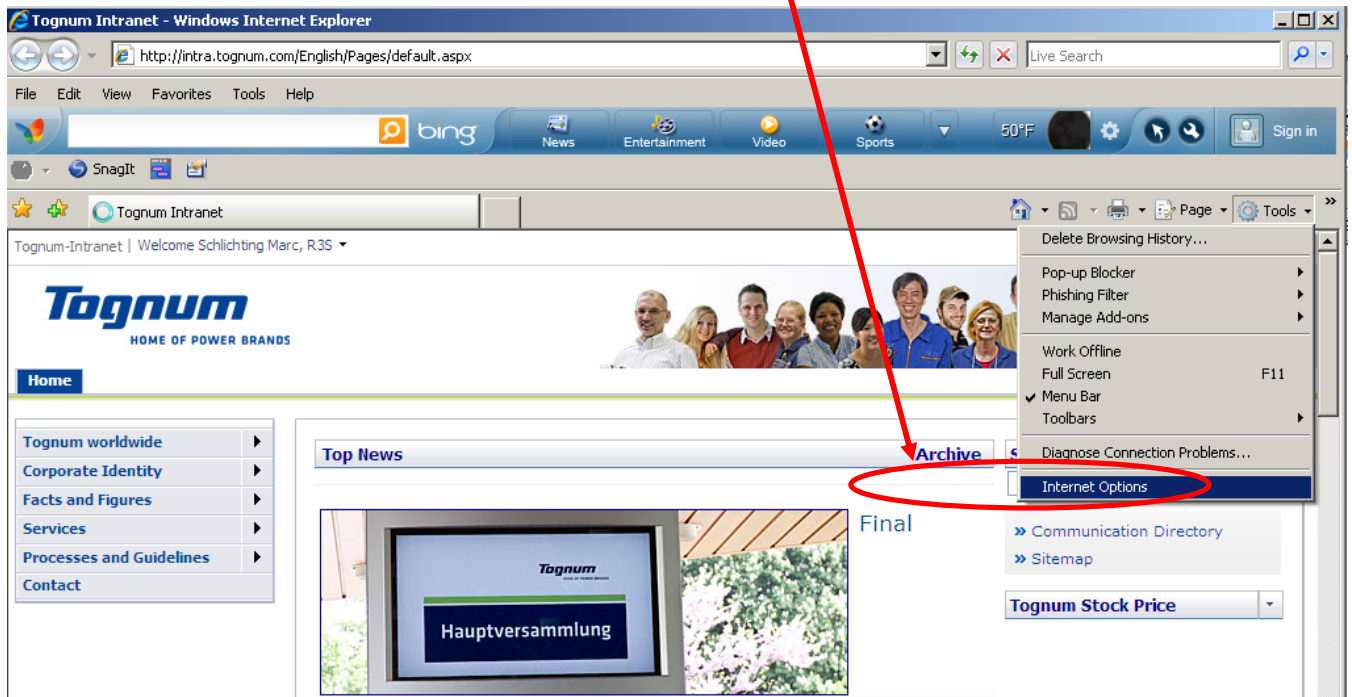 Tognum Intranet - Windows Internet Explorer
http://intra.tognum.com/English/Pages/default.aspx
Live Search
File Edit View Favorites Tools Help
bing
News
Entertainment
Video
Sports
50°F
Sign in
SnagIt
Tognum Intranet
Page
Tools
Tognum-Intranet | Welcome Schlichting Marc, R3S
Delete Browsing History...
Pop-up Blocker
Phishing Filter
Manage Add-ons
Work Offline
Full Screen F11
Menu Bar
Toolbars
Diagnose Connection Problems...
Internet Options
Tognum
HOME OF POWER BRANDS
Home
Tognum worldwide
Corporate Identity
Facts and Figures
Services
Processes and Guidelines
Contact
Top News
Archive
Tognum
HOME OF POWER BRANDS
Hauptversammlung
Final
» Communication Directory
» Sitemap
Tognum Stock Price